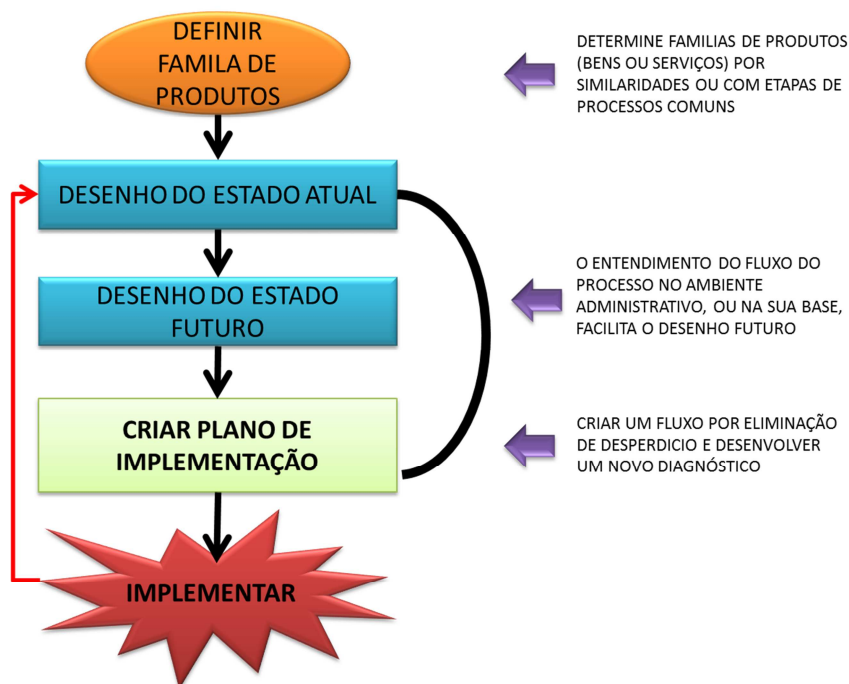 DEFINIR
FAMILA DE
PRODUTOS
DETERMINE FAMILIAS DE PRODUTOS
(BENS OU SERVIÇOS) POR
SIMILARIDADES OU COM ETAPAS DE
PROCESSOS COMUNS
DESENHO DO ESTADO ATUAL
DESENHO DO ESTADO
FUTURO
O ENTENDIMENTO DO FLUXO DO
PROCESSO NO AMBIENTE
ADMINISTRATIVO, OU NA SUA BASE,
FACILITA O DESENHO FUTURO
CRIAR PLANO DE
IMPLEMENTAÇÃO
CRIAR UM FLUXO POR ELIMINAÇÃO
DE DESPERDICIO E DESENVOLVER
UM NOVO DIAGNÓSTICO
IMPLEMENTAR